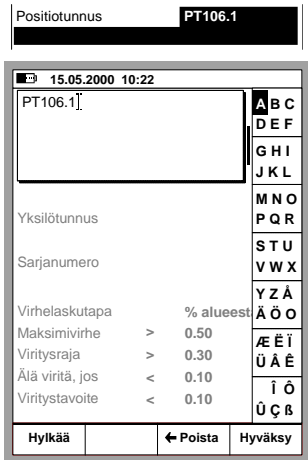 Positiotunnus PT106.1
15.05.2000 10:22
PT106.1
A B C
D E F
G H I
J K L
M N O
P Q R
Yksilötunnus
S T U
V W X
Sarjanumero
Y Z Å
Ä Ö O
Virhelaskutapa % alueest
Maksimivirhe > 0.50
Æ Ë Ï
Ü Â Ê
Viritysraja > 0.30
Älä viritä, jos < 0.10
Viritystavoite < 0.10
Î Ô
Û Ç ß
Hylkää ← Poista Hyväksy